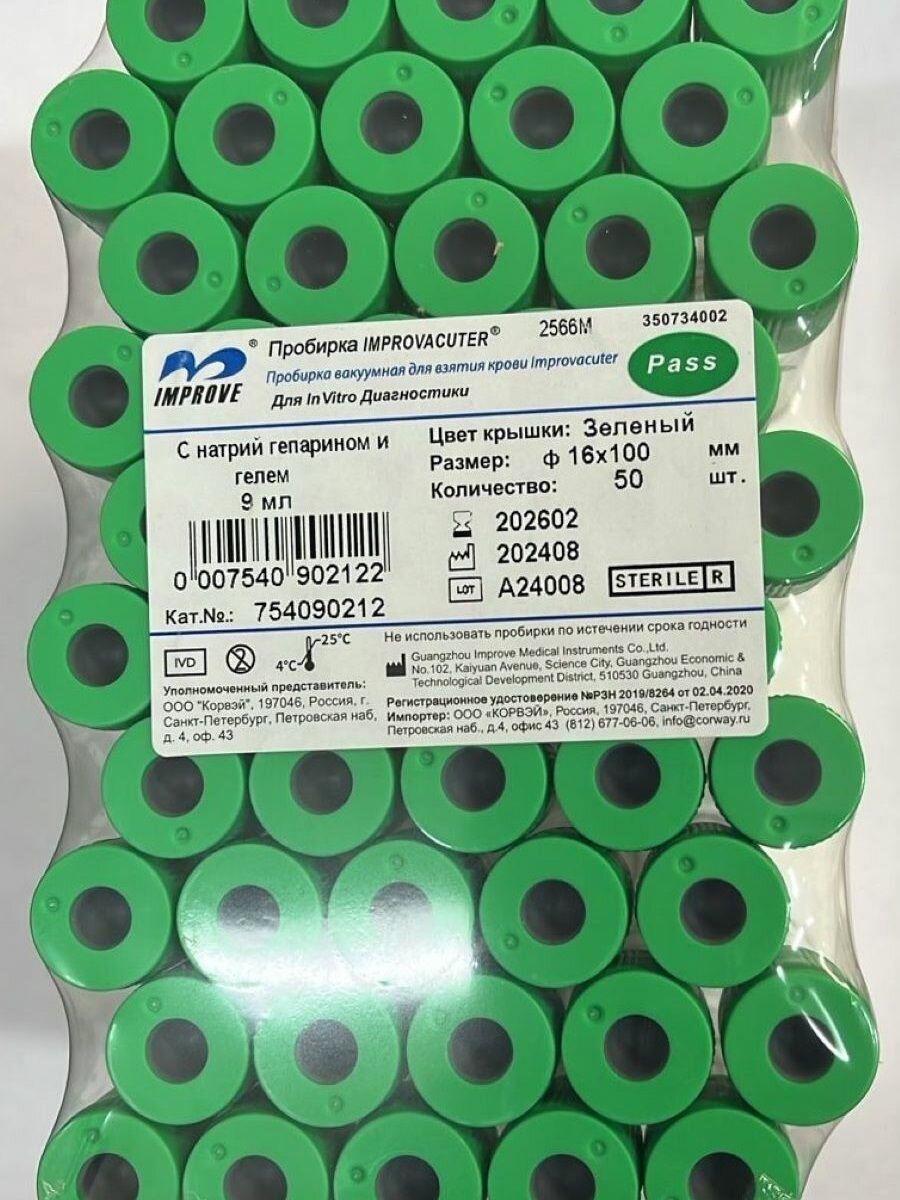 ® Пробирка IMPROVACUTER® 2566M 350734002
IMPROVE Пробирка вакуумная для взятия крови Improvacuter Pass
Для In Vitro Диагностики
С натрий гепарином и
гелем
9 мл
0 007540 902122
Кат.№.: 754090212
Цвет крышки: Зеленый
Размер: ф 16x100 мм
Количество: 50 шт.
202602
202408
LOT A24008 STERILE R
IVD 2 4°C 25°C
Уполномоченный представитель:
ООО "Корвэй", 197046, Россия, г.
Санкт-Петербург, Петровская наб,
д. 4, оф. 43
Не использовать пробирки по истечении срока годности
Guangzhou Improve Medical Instruments Co.,Ltd.
No.102, Kaiyuan Avenue, Science City, Guangzhou Economic &
Technological Development District, 510530 Guangzhou, China
Регистрационное удостоверение №РЗН 2019/8264 от 02.04.2020
Импортер: ООО «КОРВЭЙ», Россия, 197046, Санкт-Петербург,
Петровская наб., д.4, офис 43 (812) 677-06-06, info@corway.ru